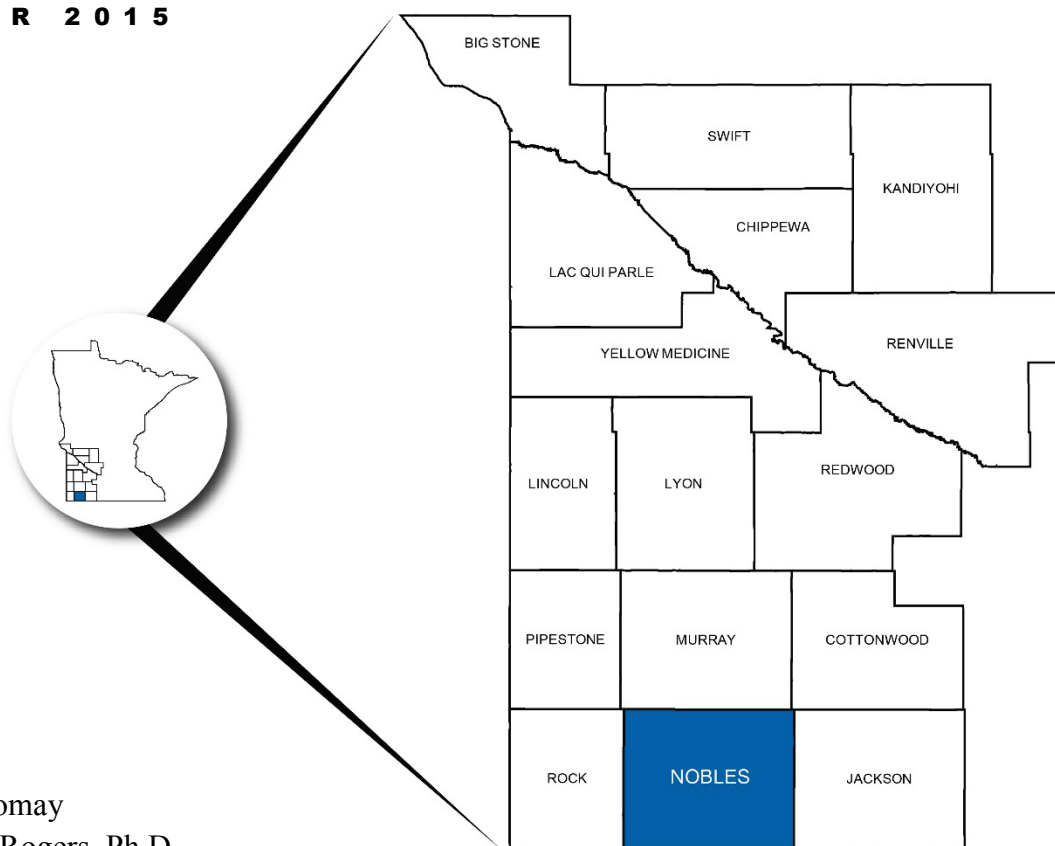 R 2015
BIG STONE
SWIFT
KANDIYOHI
CHIPPEWA
LAC QUI PARLE
RENVILLE
YELLOW MEDICINE
REDWOOD
LINCOLN
LYON
PIPESTONE
MURRAY
COTTONWOOD
ROCK
NOBLES
JACKSON
omay
Rogers, Ph.D.